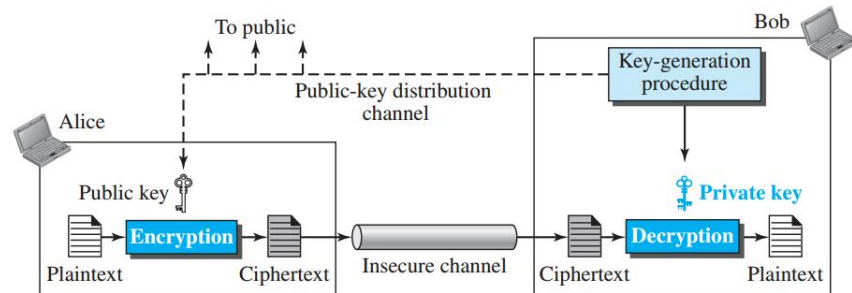 Bob
To public
Key-generation
procedure
Public-key distribution
channel
Alice
Public key
Private key
Encryption
Decryption
Plaintext
Ciphertext
Insecure channel
Ciphertext
Plaintext